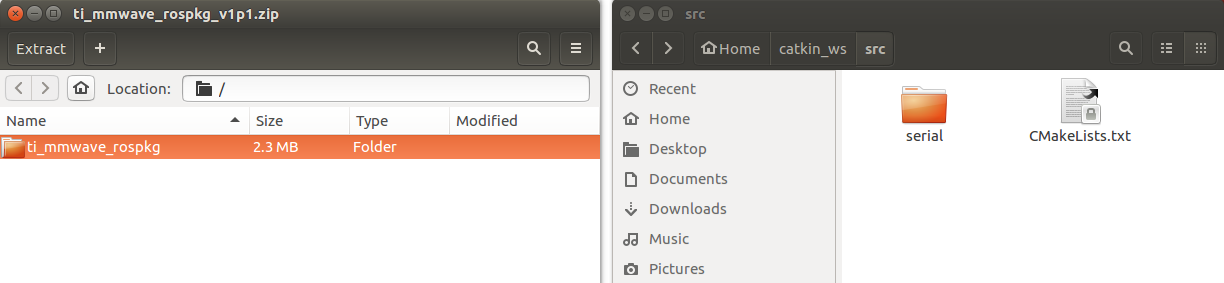 ti_mmwave_rospkg_v1p1.zip
Extract
Location: /
Name Size Type Modified
ti_mmwave_rospkg 2.3 MB Folder
src
Home catkin_ws src
Recent
Home
Desktop
Documents
Downloads
Music
Pictures
serial CMakeLists.txt